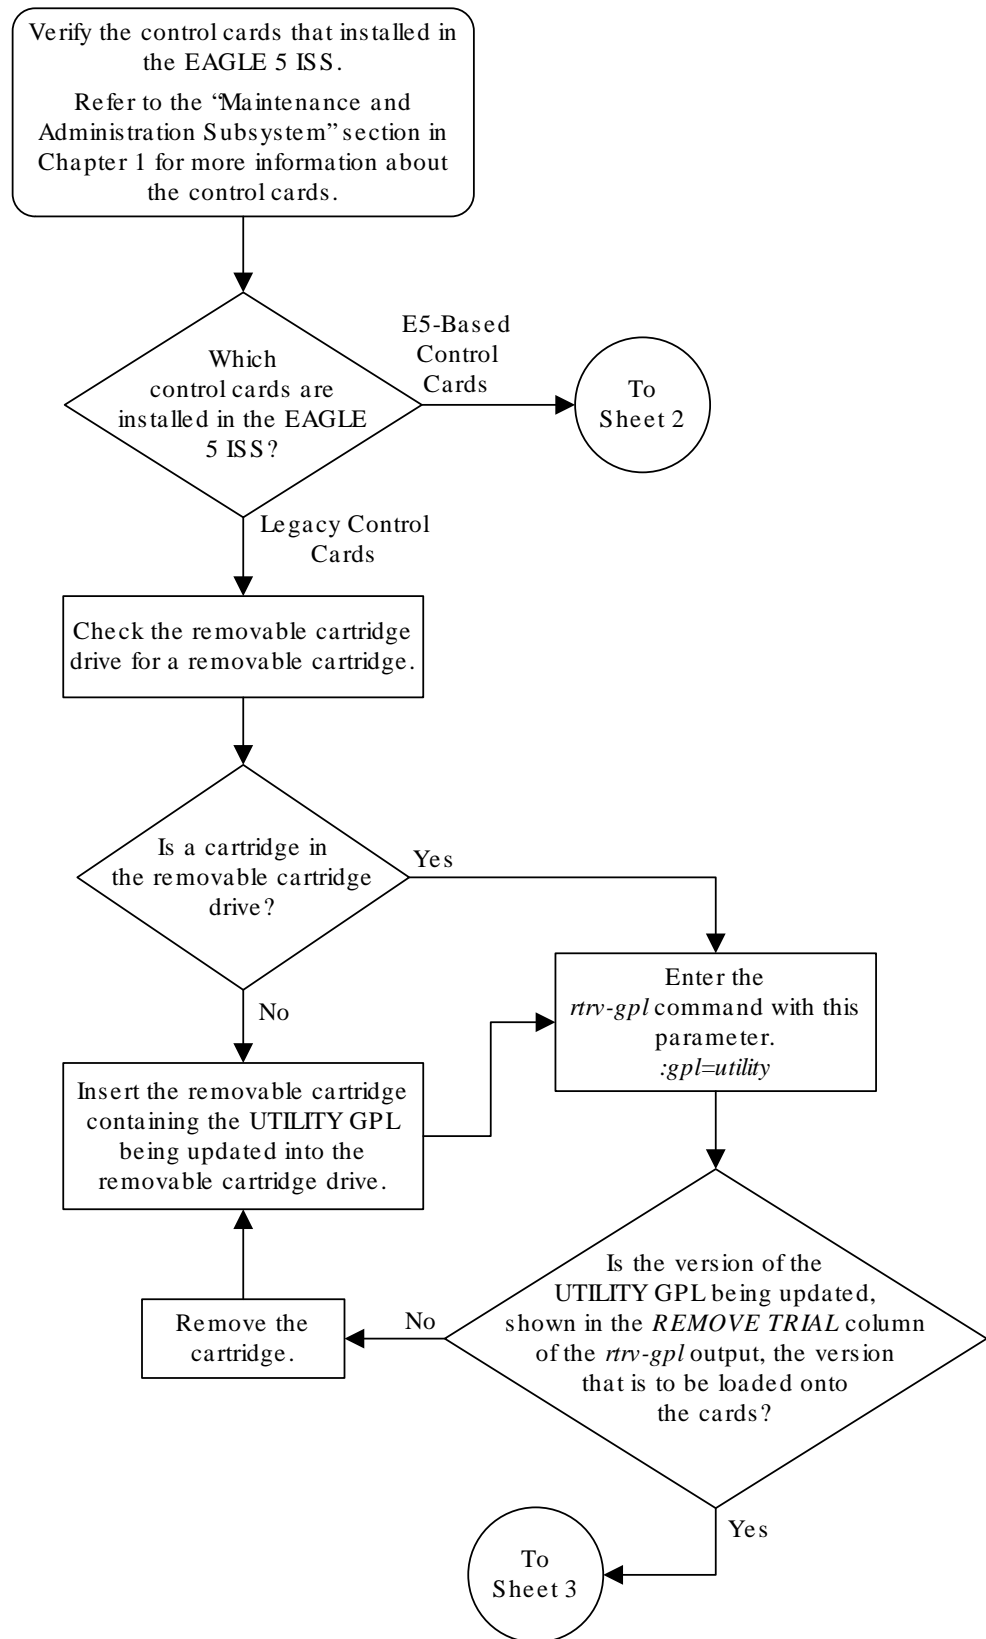 Verify the control cards that installed in
the EAGLE 5 ISS.
Refer to the “Maintenance and
Administration Subsystem” section in
Chapter 1 for more information about
the control cards.
Which
control cards are
installed in the EAGLE
5 ISS?
E5-Based
Control
Cards
To
Sheet 2
Legacy Control
Cards
Check the removable cartridge
drive for a removable cartridge.
Is a cartridge in
the removable cartridge
drive?
Yes
No
Enter the
rtrv-gpl command with this
parameter.
:gpl=utility
Insert the removable cartridge
containing the UTILITY GPL
being updated into the
removable cartridge drive.
Is the version of the
UTILITY GPL being updated,
shown in the REMOVE TRIAL column
of the rtrv-gpl output, the version
that is to be loaded onto
the cards?
No
Remove the
cartridge.
Yes
To
Sheet 3